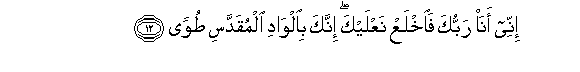 إِنِّىٓ أَنَا۠ رَبُّكَ فَٱخْلَعْ نَعْلَيْكَ ۖ إِنَّكَ بِٱلْوَادِ ٱلْمُقَدَّسِ طُوًۭى ﴿١٢﴾